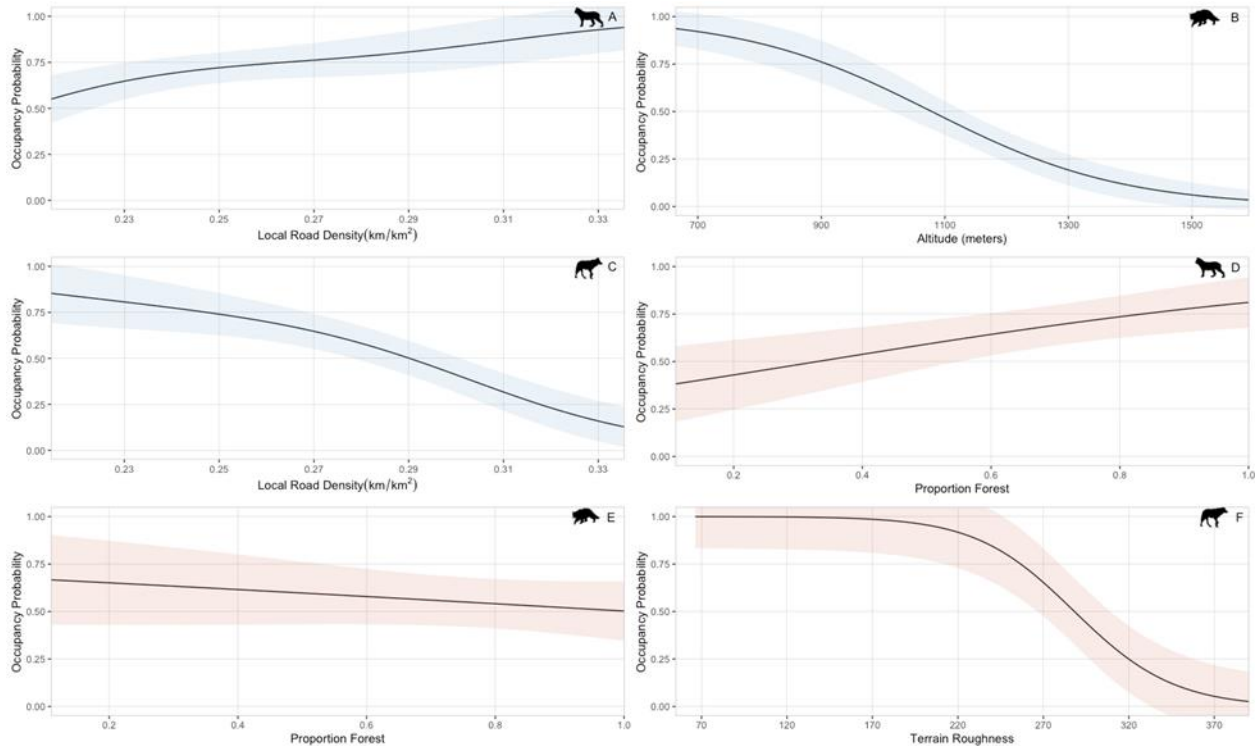 A
Occupancy Probability
1.00
0.75
0.50
0.25
0.00
0.23 0.25 0.27 0.29 0.31 0.33
Local Road Density(km/km²)
B
Occupancy Probability
1.00
0.75
0.50
0.25
0.00
700 900 1100 1300 1500
Altitude (meters)
C
Occupancy Probability
1.00
0.75
0.50
0.25
0.00
0.23 0.25 0.27 0.29 0.31 0.33
Local Road Density(km/km²)
D
Occupancy Probability
1.00
0.75
0.50
0.25
0.00
0.2 0.4 0.6 0.8 1.0
Proportion Forest
E
Occupancy Probability
1.00
0.75
0.50
0.25
0.00
0.2 0.4 0.6 0.8 1.0
Proportion Forest
F
Occupancy Probability
1.00
0.75
0.50
0.25
0.00
70 120 170 220 270 320 370
Terrain Roughness